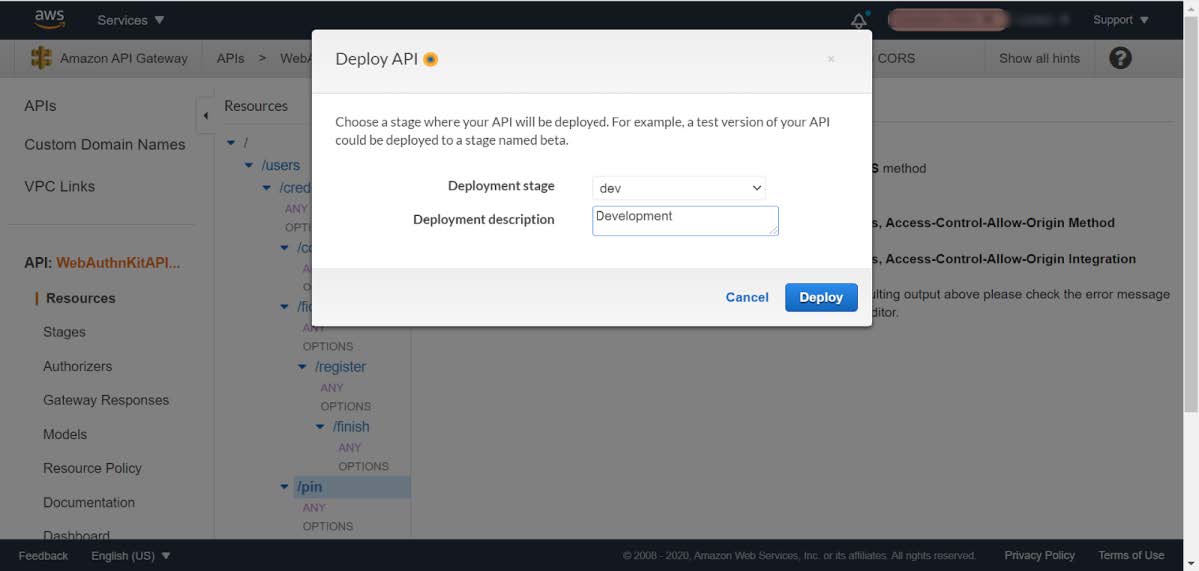 aws Services Support
Amazon API Gateway APIs > WebA CORS Show all hints ?
Deploy API
×
Choose a stage where your API will be deployed. For example, a test version of your API
could be deployed to a stage named beta.
Deployment stage dev
Deployment description Development
Cancel Deploy
APIs
Custom Domain Names
VPC Links
API: WebAuthnKitAPI...
Resources
Stages
Authorizers
Gateway Responses
Models
Resource Policy
Documentation
Dashboard
Resources
/
/users
/cred
ANY
OPTI
/co
A
O
/fid
ANY
OPTIONS
/register
ANY
OPTIONS
/finish
ANY
OPTIONS
/pin
ANY
OPTIONS
S method
s, Access-Control-Allow-Origin Method
s, Access-Control-Allow-Origin Integration
ulting output above please check the error message
ditor.
Feedback English (US) © 2008 - 2020, Amazon Web Services, Inc. or its affiliates. All rights reserved. Privacy Policy Terms of Use